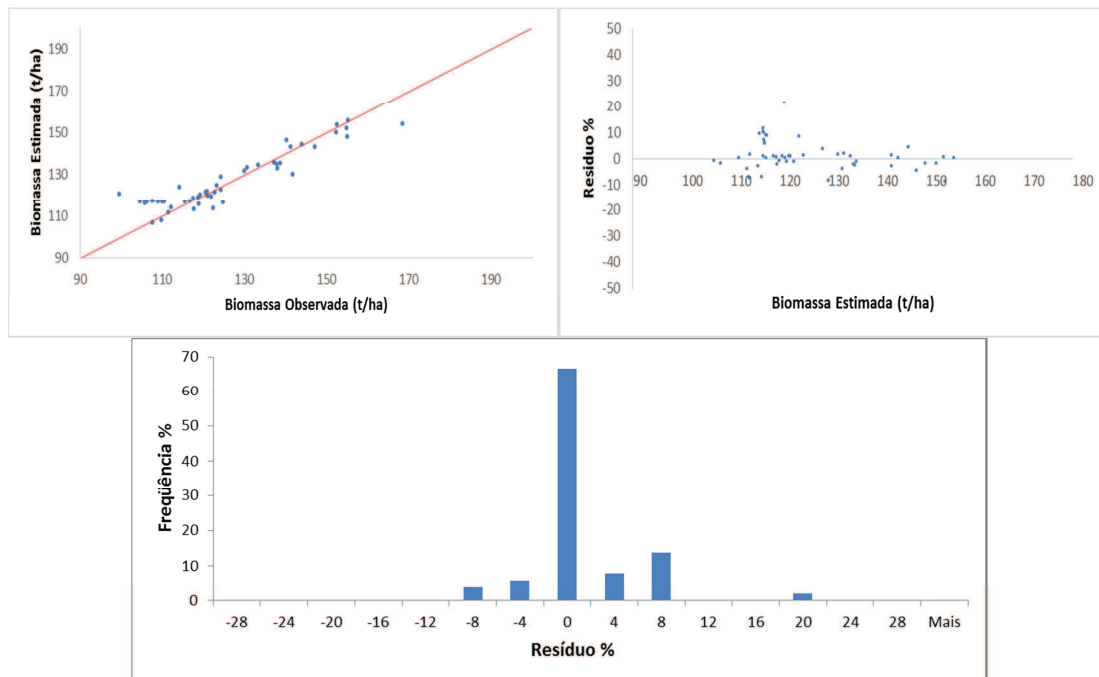 Biomassa Estimada (t/ha)
190
170
150
130
110
90
90 110 130 150 170 190
Biomassa Observada (t/ha)
Residuo %
50
40
30
20
10
0
-10
-20
-30
-40
-50
100 110 120 130 140 150 160 170 180
Biomassa Estimada (t/ha)
Freqüência %
70
60
50
40
30
20
10
0
-28 -24 -20 -16 -12 -8 -4 0 4 8 12 16 20 24 28 Mais
Resíduo %